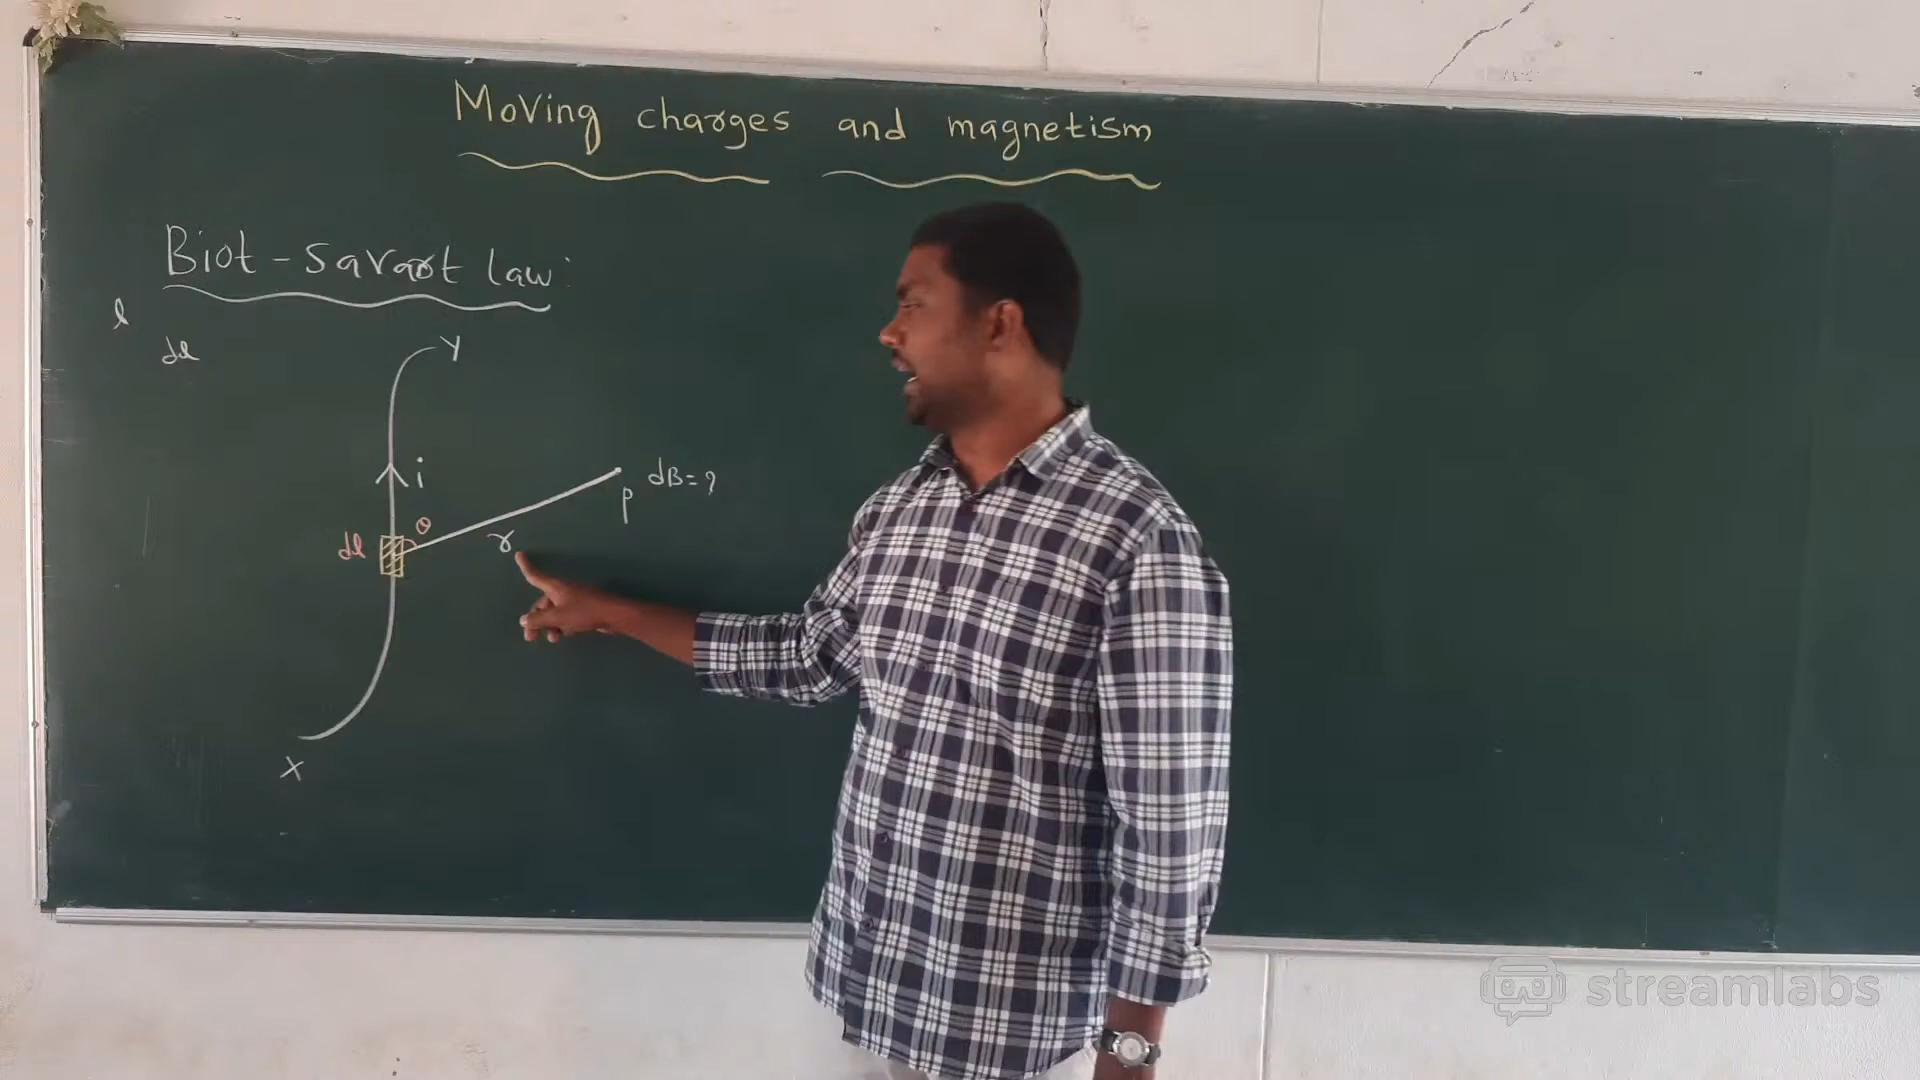 Moving charges and magnetism
Biot-Savart law:
l
dl
Y
i
dB=?
P
θ
r
dl
X
streamlabs